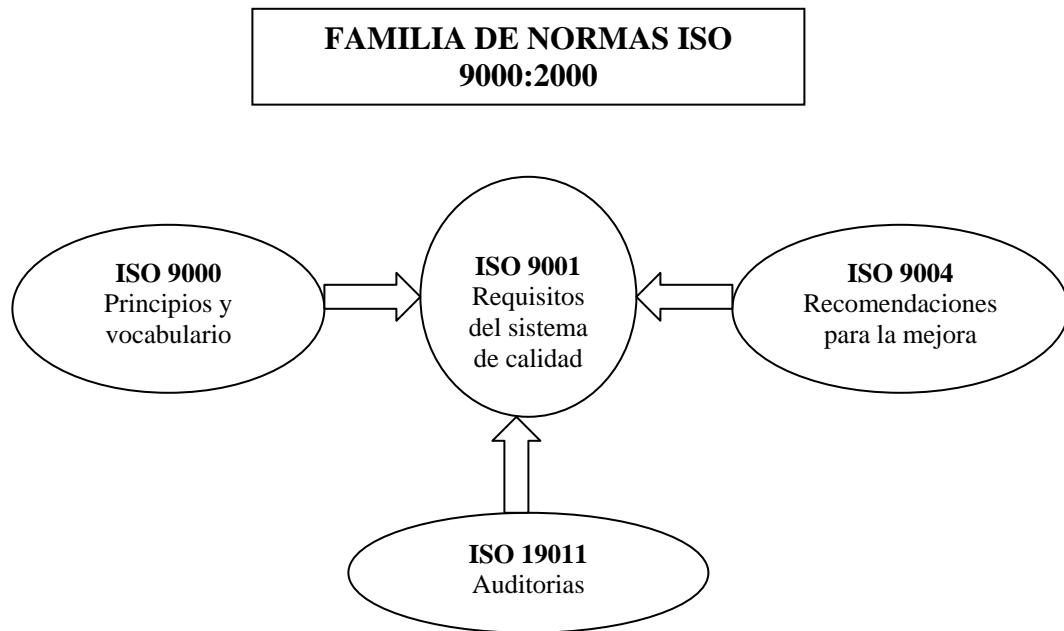 FAMILIA DE NORMAS ISO
9000:2000
ISO 9000
Principios y
vocabulario
ISO 9001
Requisitos
del sistema
de calidad
ISO 9004
Recomendaciones
para la mejora
ISO 19011
Auditorias